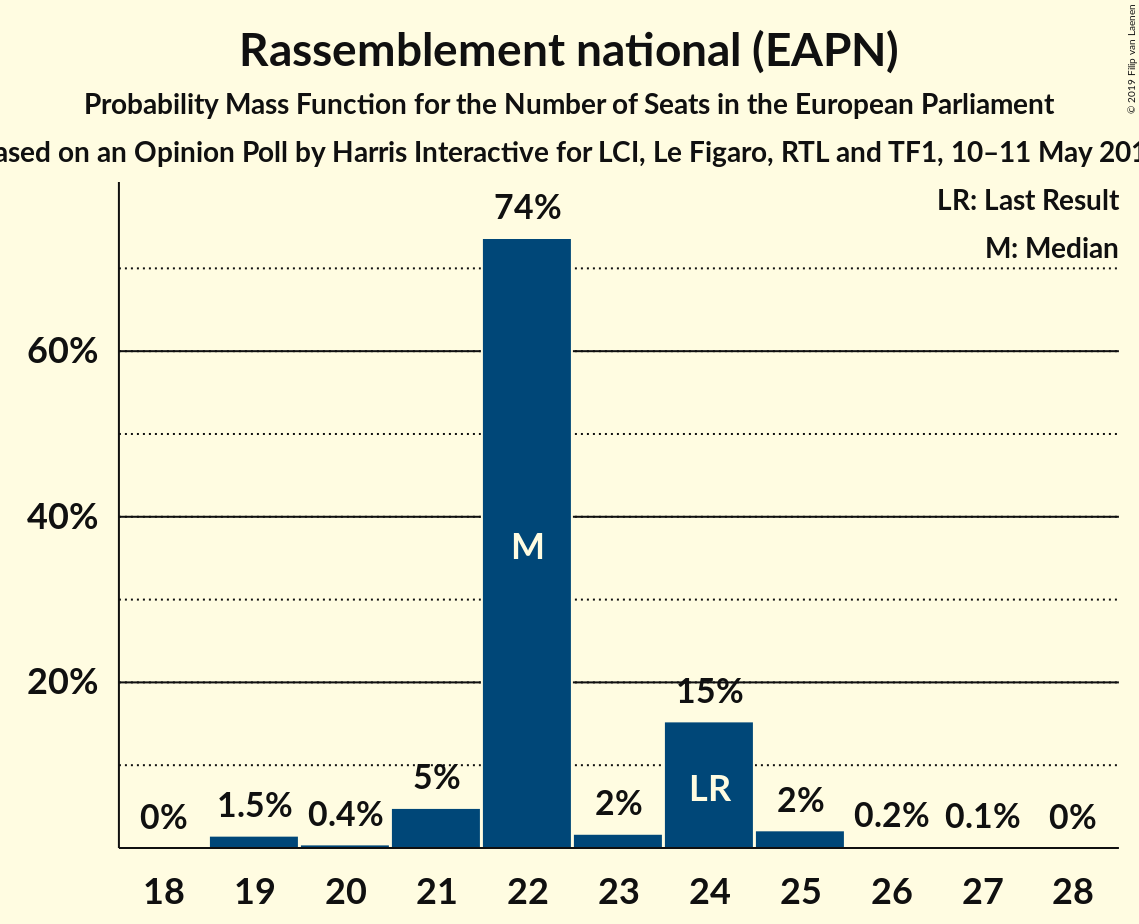 Rassemblement national (EAPN)
Probability Mass Function for the Number of Seats in the European Parliament
ased on an Opinion Poll by Harris Interactive for LCI, Le Figaro, RTL and TF1, 10–11 May 201
© 2019 Filip van Laenen
LR: Last Result
M: Median
74%
60%
40%
20%
M
LR
0%
1.5%
0.4%
5%
2%
15%
2%
0.2%
0.1%
0%
18 19 20 21 22 23 24 25 26 27 28